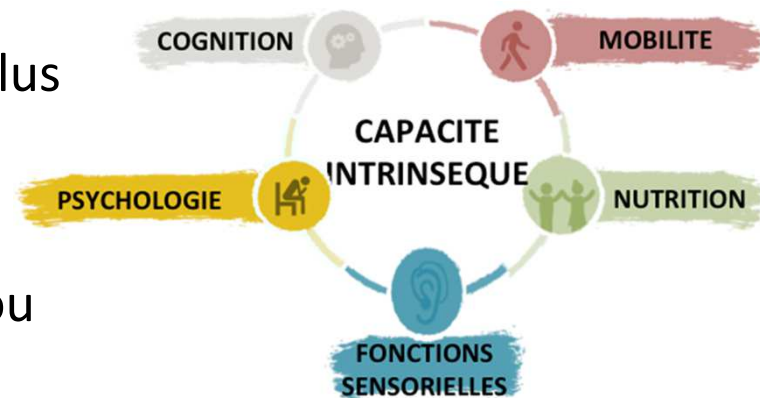 COGNITION
MOBILITE
lus
CAPACITE
INTRINSEQUE
PSYCHOLOGIE
NUTRITION
ou
FONCTIONS
SENSORIELLES